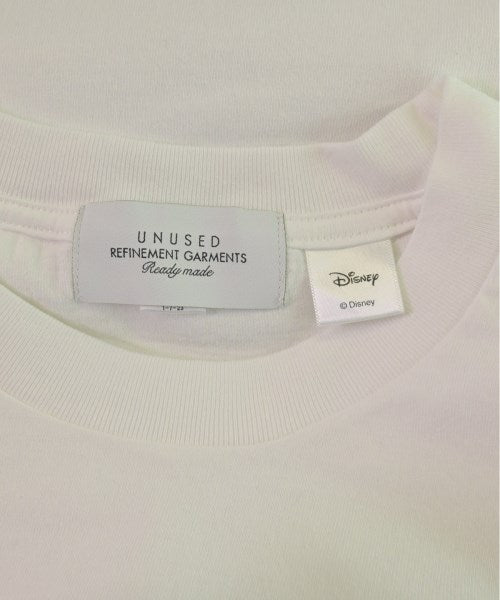 UNUSED
REFINEMENT GARMENTS
Ready made
Disney
© Disney